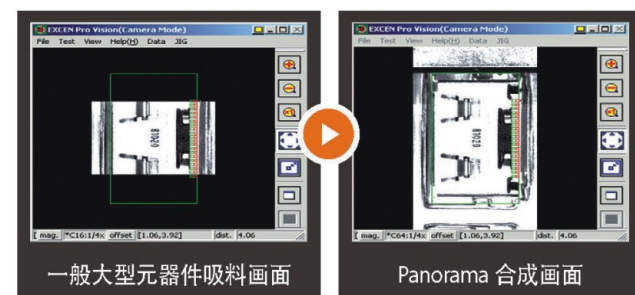 EXCEN Pro Vision(Camera Mode)
File Test View Help(H) Data JIG
81020
[ mag. *C16:1/4x offset [1.06,3.92] dist. 4.06
一般大型元器件吸料画面
EXCEN Pro Vision(Camera Mode)
File Test View Help(H) Data JIG
81020
[ mag. *C64:1/4x offset [1.06,3.92] dist. 4.06
Panorama 合成画面